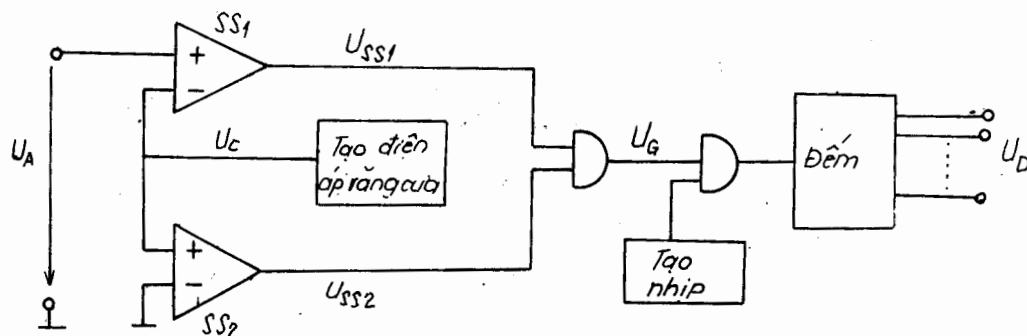 SS1
+
−
U_SS1
U_A
U_C
Tạo điện
áp răng cưa
U_G
Đếm
U_D
+
−
SS2
U_SS2
Tạo
nhịp